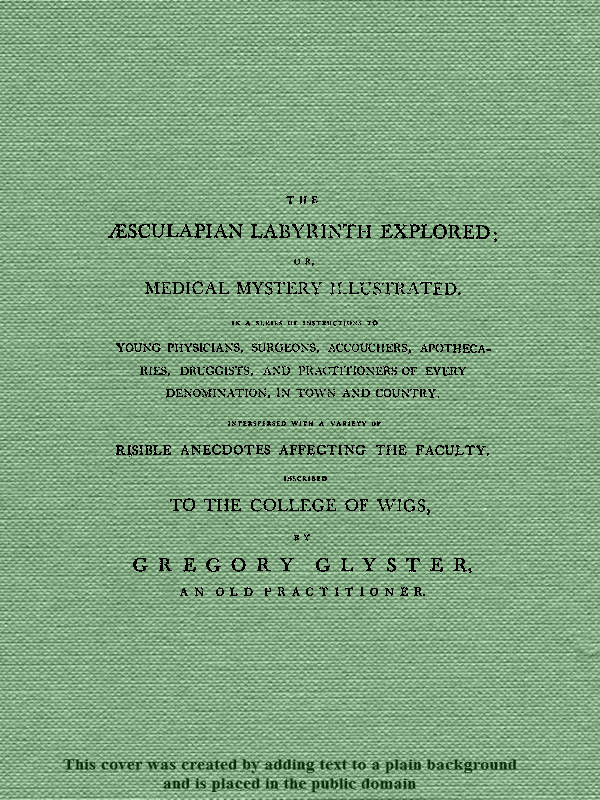 THE
ÆSCULAPIAN LABYRINTH EXPLORED;
OR,
MEDICAL MYSTERY ILLUSTRATED.
IN A SERIES OF INSTRUCTIONS TO
YOUNG PHYSICIANS, SURGEONS, ACCOUCHERS, APOTHECA-
RIES, DRUGGISTS, AND PRACTITIONERS OF EVERY
DENOMINATION, IN TOWN AND COUNTRY.
INTERSPERSED WITH A VARIETY OF
RISIBLE ANECDOTES AFFECTING THE FACULTY.
INSCRIBED
TO THE COLLEGE OF WIGS,
BY
GREGORY GLYSTER,
AN OLD PRACTITIONER.
This cover was created by adding text to a plain background
and is placed in the public domain